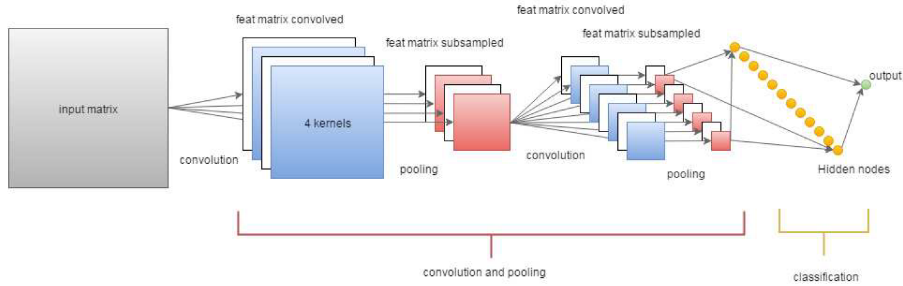 feat matrix convolved
feat matrix convolved
feat matrix subsampled
feat matrix subsampled
input matrix
4 kernels
output
convolution
pooling
convolution
pooling
Hidden nodes
convolution and pooling
classification